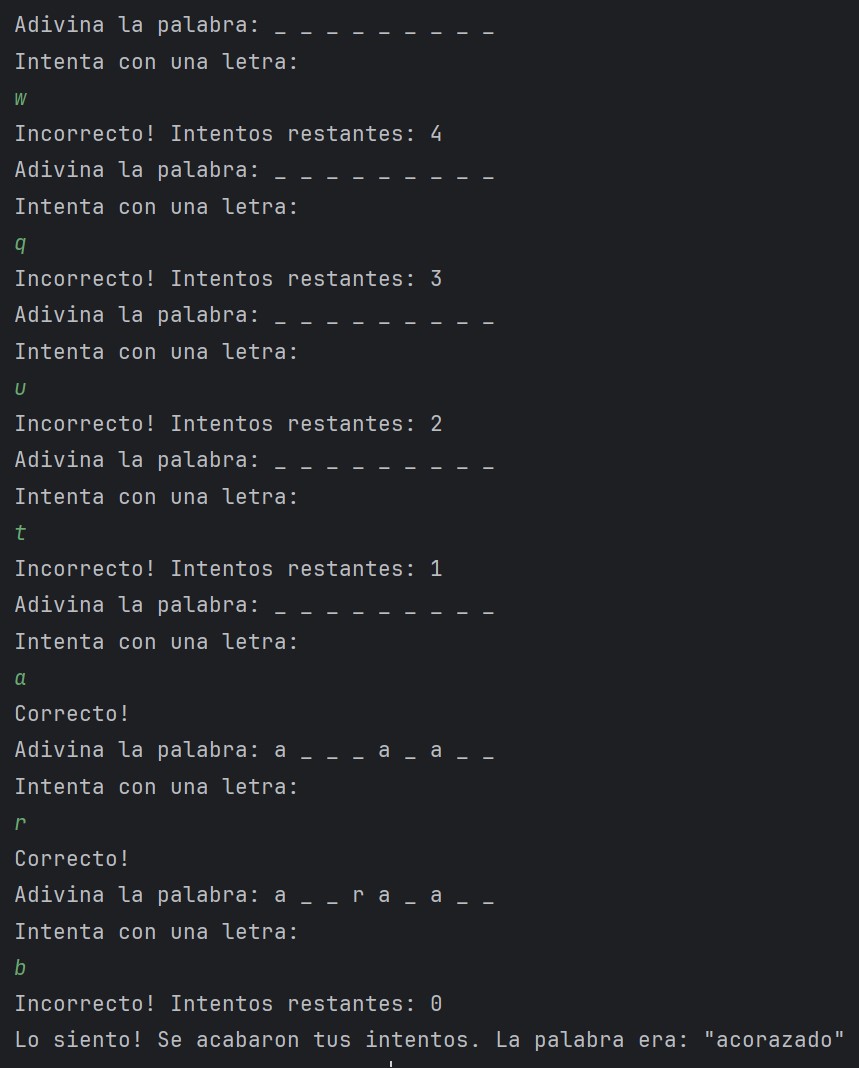 Adivina la palabra: _ _ _ _ _ _ _ _ _
Intenta con una letra:
w
Incorrecto! Intentos restantes: 4
Adivina la palabra: _ _ _ _ _ _ _ _ _
Intenta con una letra:
q
Incorrecto! Intentos restantes: 3
Adivina la palabra: _ _ _ _ _ _ _ _ _
Intenta con una letra:
u
Incorrecto! Intentos restantes: 2
Adivina la palabra: _ _ _ _ _ _ _ _ _
Intenta con una letra:
t
Incorrecto! Intentos restantes: 1
Adivina la palabra: _ _ _ _ _ _ _ _ _
Intenta con una letra:
a
Correcto!
Adivina la palabra: a _ _ _ a _ a _ _
Intenta con una letra:
r
Correcto!
Adivina la palabra: a _ _ r a _ a _ _
Intenta con una letra:
b
Incorrecto! Intentos restantes: 0
Lo siento! Se acabaron tus intentos. La palabra era: "acorazado"